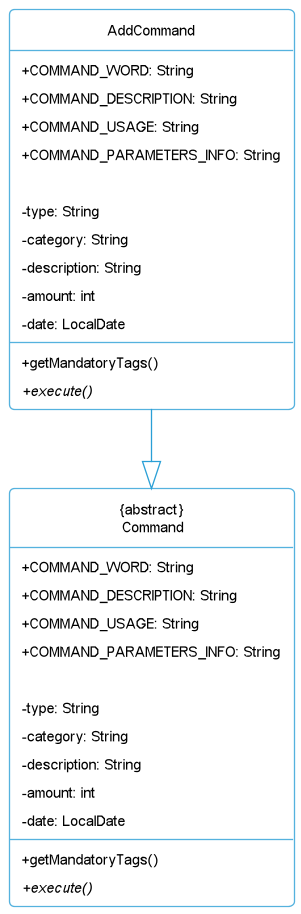 AddCommand
+COMMAND_WORD: String
+COMMAND_DESCRIPTION: String
+COMMAND_USAGE: String
+COMMAND_PARAMETERS_INFO: String
-type: String
-category: String
-description: String
-amount: int
-date: LocalDate
+getMandatoryTags()
+execute()
{abstract}
Command
+COMMAND_WORD: String
+COMMAND_DESCRIPTION: String
+COMMAND_USAGE: String
+COMMAND_PARAMETERS_INFO: String
-type: String
-category: String
-description: String
-amount: int
-date: LocalDate
+getMandatoryTags()
+execute()